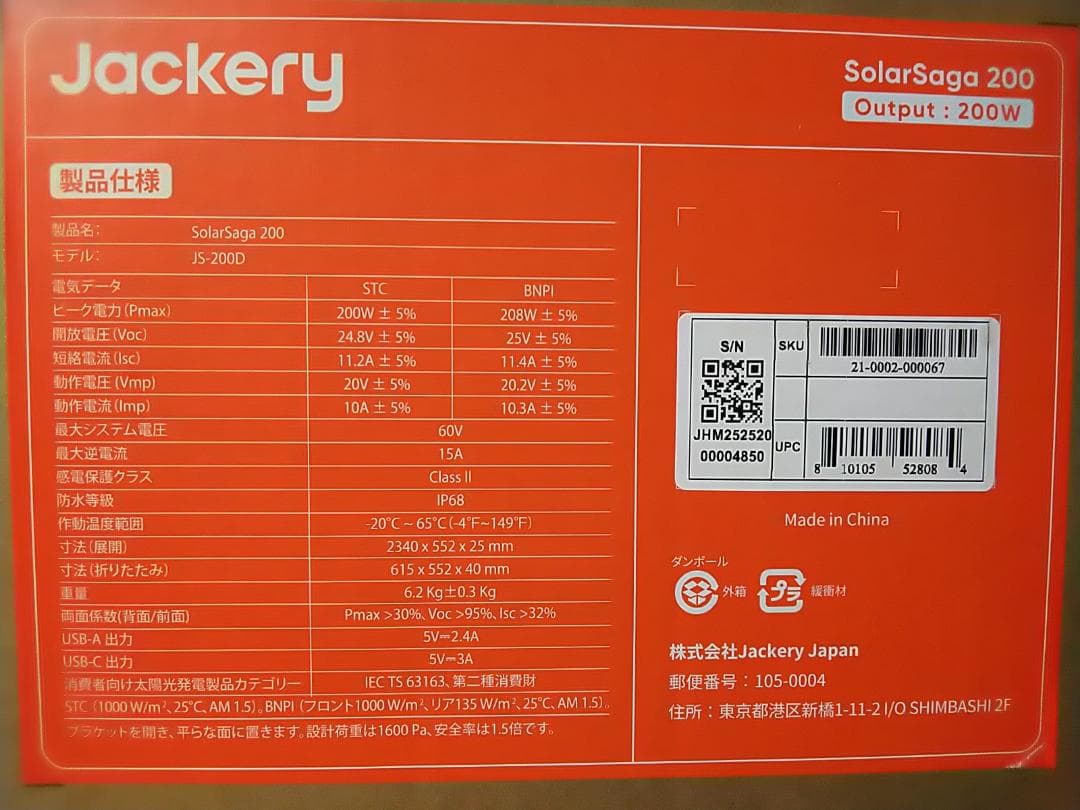 Jackery
SolarSaga 200
Output : 200W
製品仕様
製品名: SolarSaga 200
モデル: JS-200D
電気データ STC BNPI
ピーク電力(Pmax) 200W ± 5% 208W ± 5%
開放電圧(Voc) 24.8V ± 5% 25V ± 5%
短絡電流(Isc) 11.2A ± 5% 11.4A ± 5%
動作電圧(Vmp) 20V ± 5% 20.2V ± 5%
動作電流(Imp) 10A ± 5% 10.3A ± 5%
最大システム電圧 60V
最大逆電流 15A
感電保護クラス Class II
防水等級 IP68
作動温度範囲 -20°C ~ 65°C (-4°F~149°F)
寸法(展開) 2340 x 552 x 25 mm
寸法(折りたたみ) 615 x 552 x 40 mm
重量 6.2 Kg±0.3 Kg
両面係数(背面/前面) Pmax >30%、Voc >95%、Isc >32%
USB-A 出力 5V⎓2.4A
USB-C 出力 5V⎓3A
消費者向け太陽光発電製品カテゴリー IEC TS 63163、第二種消費財
STC (1000 W/m²、25°C、AM 1.5)。BNPI (フロント1000 W/m²、リア135 W/m²、25°C、AM 1.5)。
ブラケットを開き、平らな面に置きます。設計荷重は1600 Pa、安全率は1.5倍です。
S/N
JHM252520
00004850
SKU
21-0002-000067
UPC
8 10105 52808 4
Made in China
ダンボール
外箱 プラ 緩衝材
株式会社Jackery Japan
郵便番号：105-0004
住所：東京都港区新橋1-11-2 I/O SHIMBASHI 2F